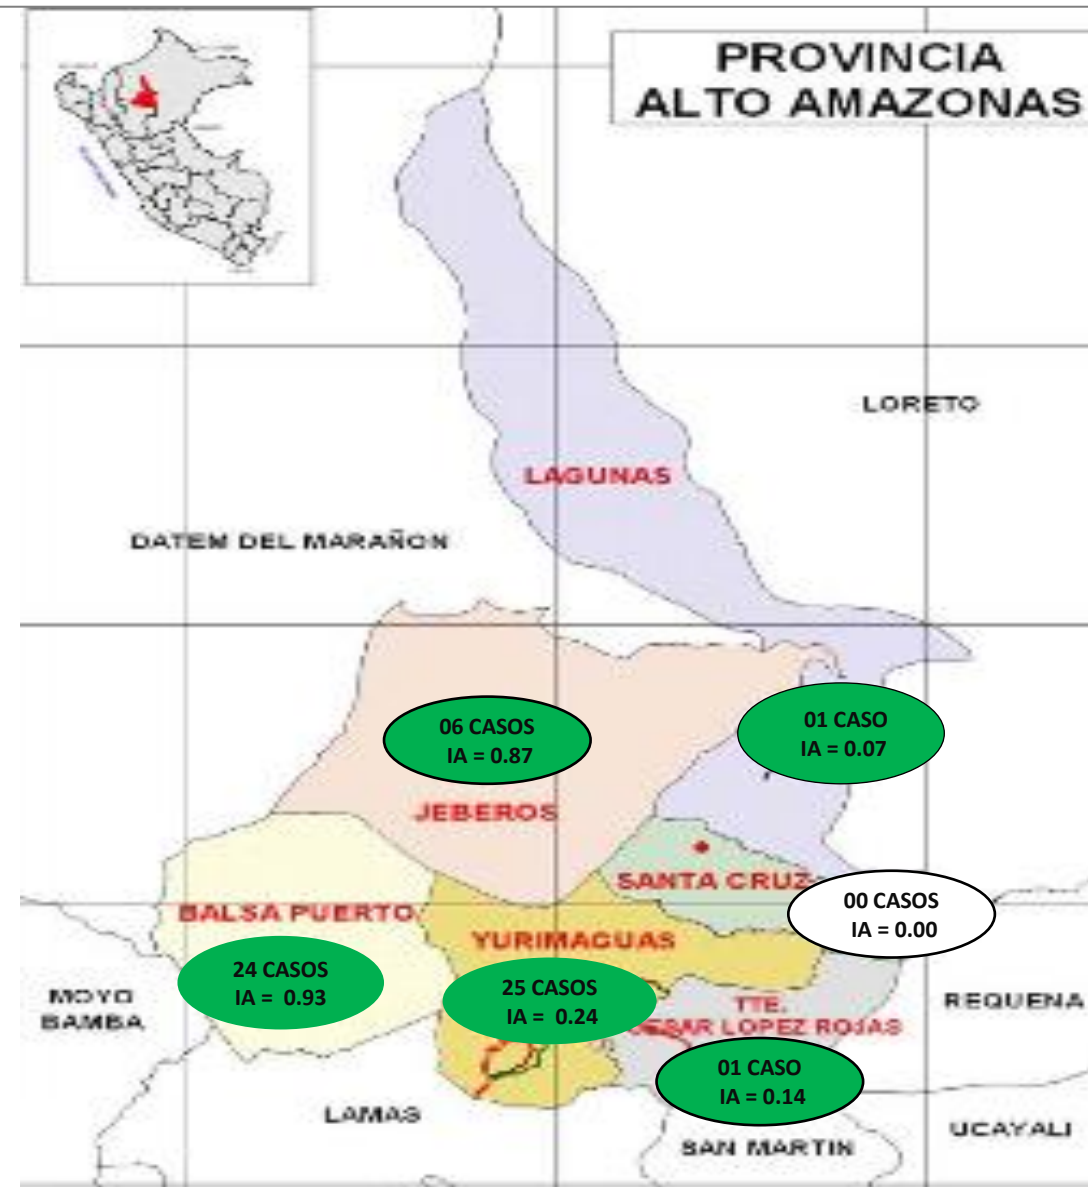 PROVINCIA
ALTO AMAZONAS
LORETO
LAGUNAS
DATEM DEL MARAÑON
06 CASOS
IA = 0.87
01 CASO
IA = 0.07
JEBEROS
SANTA CRUZ
00 CASOS
IA = 0.00
BALSA PUERTO
YURIMAGUAS
24 CASOS
IA = 0.93
25 CASOS
IA = 0.24
MOYO
BAMBA
REQUENA
TTE.
ESAR LOPEZ ROJAS
01 CASO
IA = 0.14
LAMAS
SAN MARTIN
UCAYALI